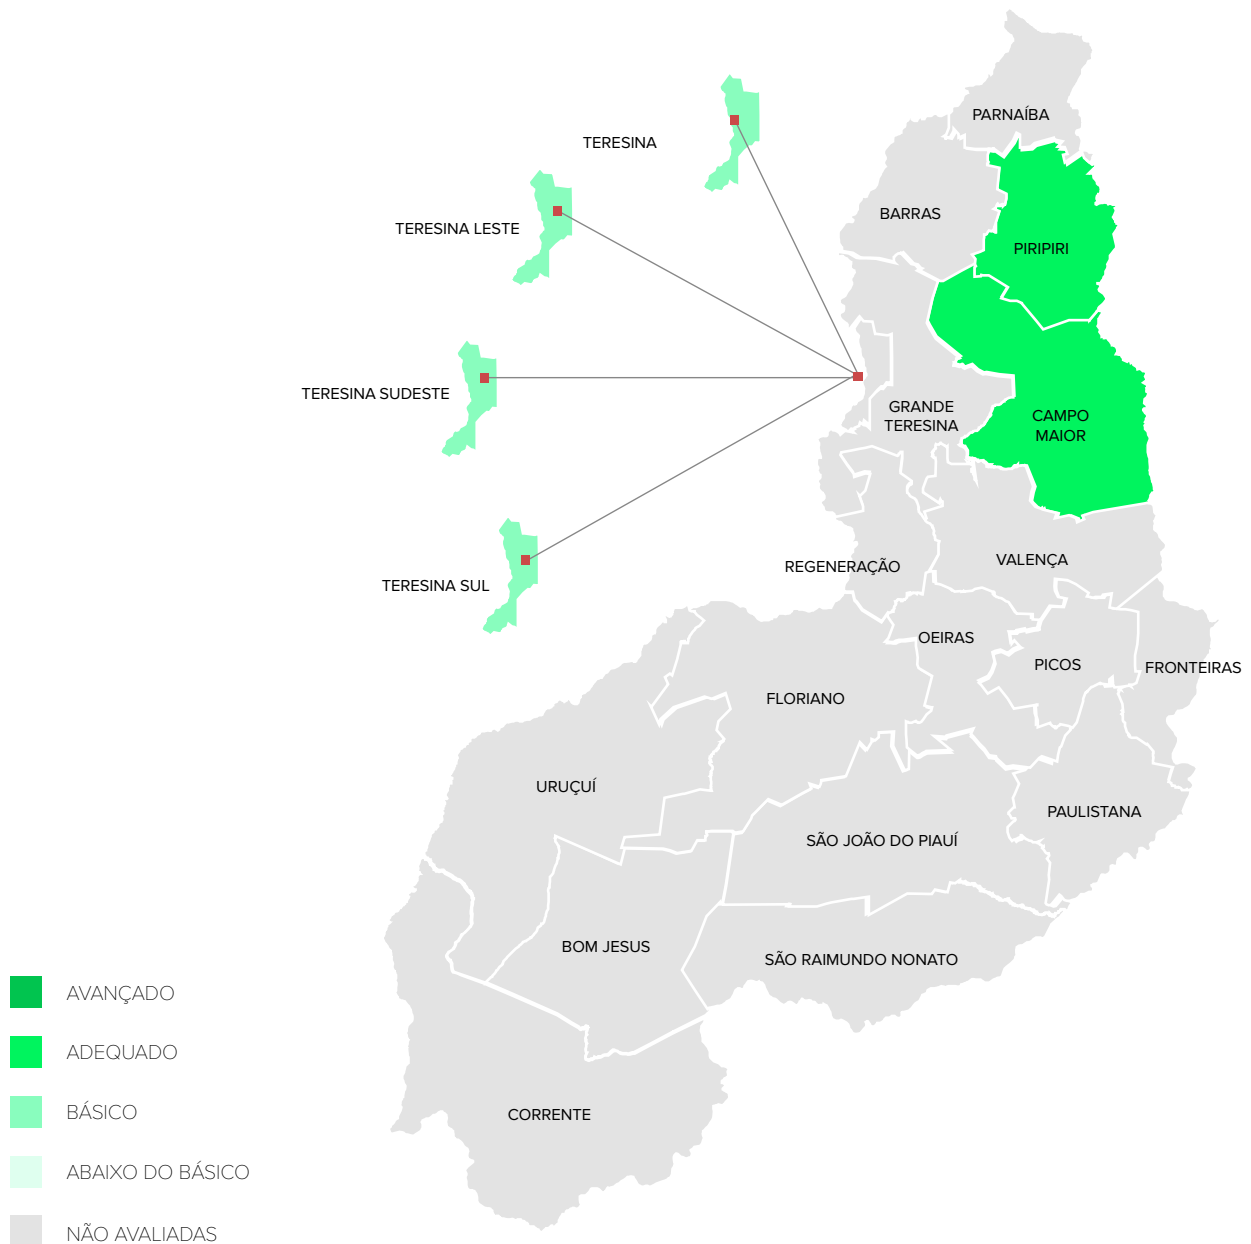 PARNAÍBA
TERESINA
BARRAS
TERESINA LESTE
PIRIPIRI
TERESINA SUDESTE
GRANDE
TERESINA
CAMPO
MAIOR
VALENÇA
REGENERAÇÃO
TERESINA SUL
OEIRAS
PICOS
FRONTEIRAS
FLORIANO
URUÇUÍ
PAULISTANA
SÃO JOÃO DO PIAUÍ
BOM JESUS
SÃO RAIMUNDO NONATO
CORRENTE
AVANÇADO
ADEQUADO
BÁSICO
ABAIXO DO BÁSICO
NÃO AVALIADAS